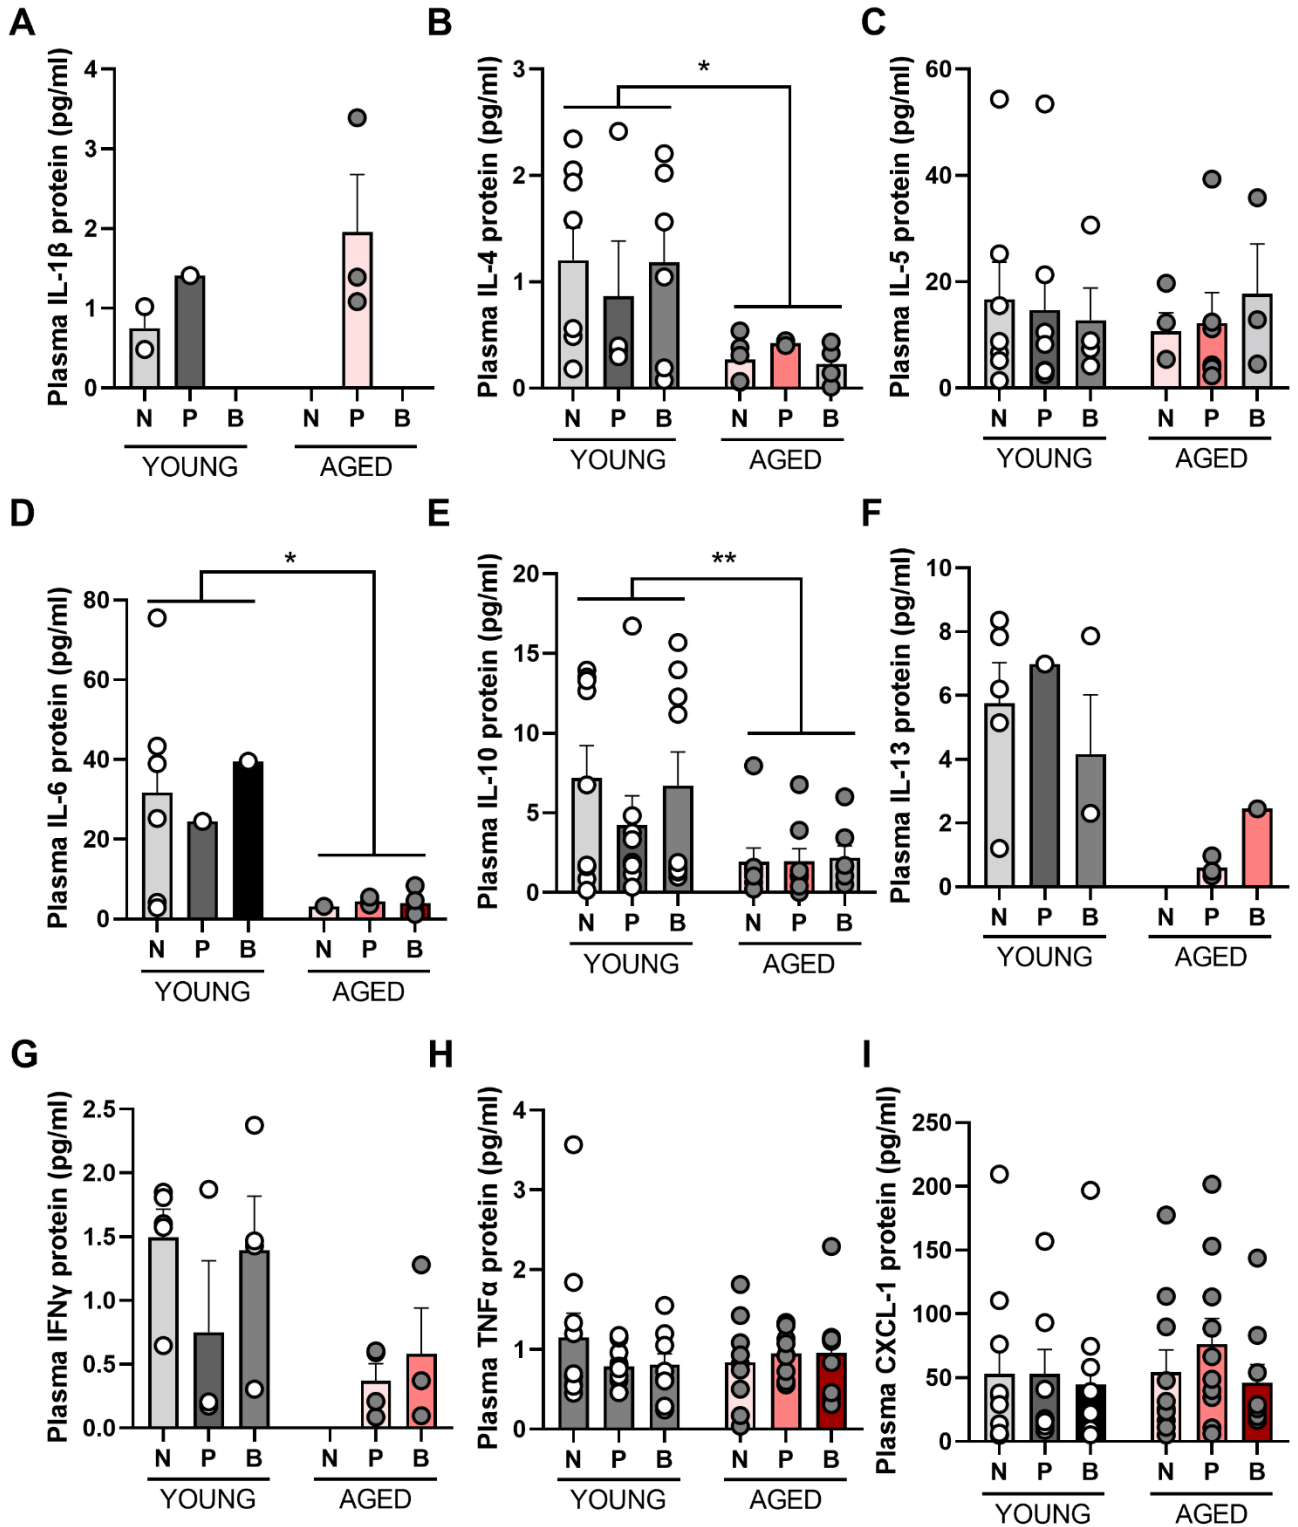 A
Plasma IL-1β protein (pg/ml)
4
3
2
1
0
N P B N P B
YOUNG AGED
B
Plasma IL-4 protein (pg/ml)
3
2
1
0
*
N P B N P B
YOUNG AGED
C
Plasma IL-5 protein (pg/ml)
60
40
20
0
N P B N P B
YOUNG AGED
D
Plasma IL-6 protein (pg/ml)
80
60
40
20
0
*
N P B N P B
YOUNG AGED
E
Plasma IL-10 protein (pg/ml)
20
15
10
5
0
**
N P B N P B
YOUNG AGED
F
Plasma IL-13 protein (pg/ml)
10
8
6
4
2
0
N P B N P B
YOUNG AGED
G
Plasma IFNγ protein (pg/ml)
2.5
2.0
1.5
1.0
0.5
0.0
N P B N P B
YOUNG AGED
H
Plasma TNFα protein (pg/ml)
4
3
2
1
0
N P B N P B
YOUNG AGED
I
Plasma CXCL-1 protein (pg/ml)
250
200
150
100
50
0
N P B N P B
YOUNG AGED